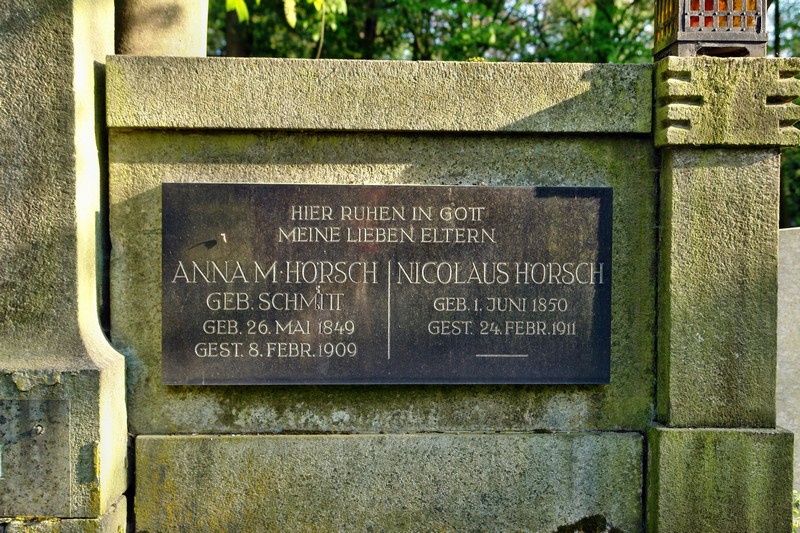 HIER RUHEN IN GOTT
MEINE LIEBEN ELTERN
ANNA M. HORSCH
GEB. SCHMITT
GEB. 26. MAI 1849
GEST. 8. FEBR. 1909
NICOLAUS HORSCH
GEB. 1. JUNI 1850
GEST. 24. FEBR. 1911